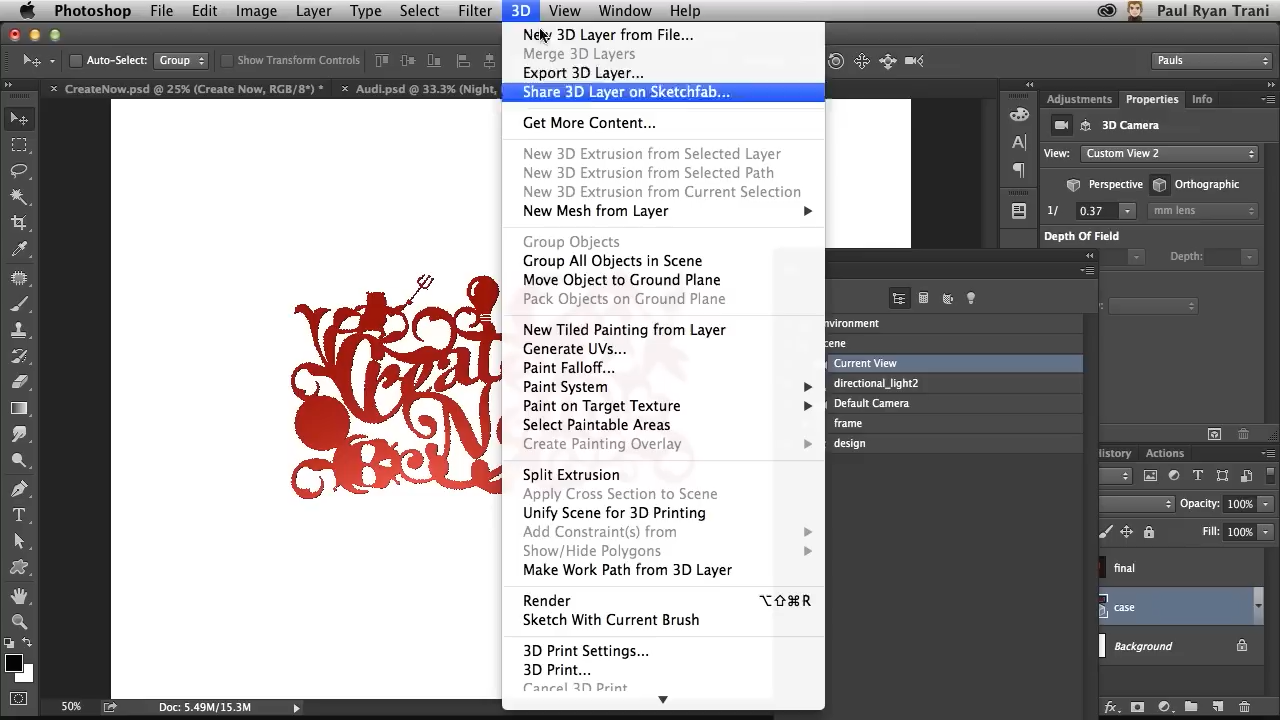 Photoshop File Edit Image Layer Type Select Filter 3D View Window Help Paul Ryan Trani
Auto-Select: Group Show Transform Controls Pauls
CreateNow.psd @ 25% (Create Now, RGB/8*) * Audi.psd @ 33.3% (Night,
New 3D Layer from File...
Merge 3D Layers
Export 3D Layer...
Share 3D Layer on Sketchfab...
Get More Content...
New 3D Extrusion from Selected Layer
New 3D Extrusion from Selected Path
New 3D Extrusion from Current Selection
New Mesh from Layer
Group Objects
Group All Objects in Scene
Move Object to Ground Plane
Pack Objects on Ground Plane
New Tiled Painting from Layer
Generate UVs...
Paint Falloff...
Paint System
Paint on Target Texture
Select Paintable Areas
Create Painting Overlay
Split Extrusion
Apply Cross Section to Scene
Unify Scene for 3D Printing
Add Constraint(s) from
Show/Hide Polygons
Make Work Path from 3D Layer
Render ⌥⇧⌘R
Sketch With Current Brush
3D Print Settings...
3D Print...
Cancel 3D Print
Adjustments Properties Info
3D Camera
View: Custom View 2
Perspective Orthographic
1/ 0.37 mm lens
Depth Of Field
Depth:
nvironment
cene
Current View
directional_light2
Default Camera
frame
design
istory Actions
Opacity: 100%
Fill: 100%
final
case
Background
Creat
N
50% Doc: 5.49M/15.3M